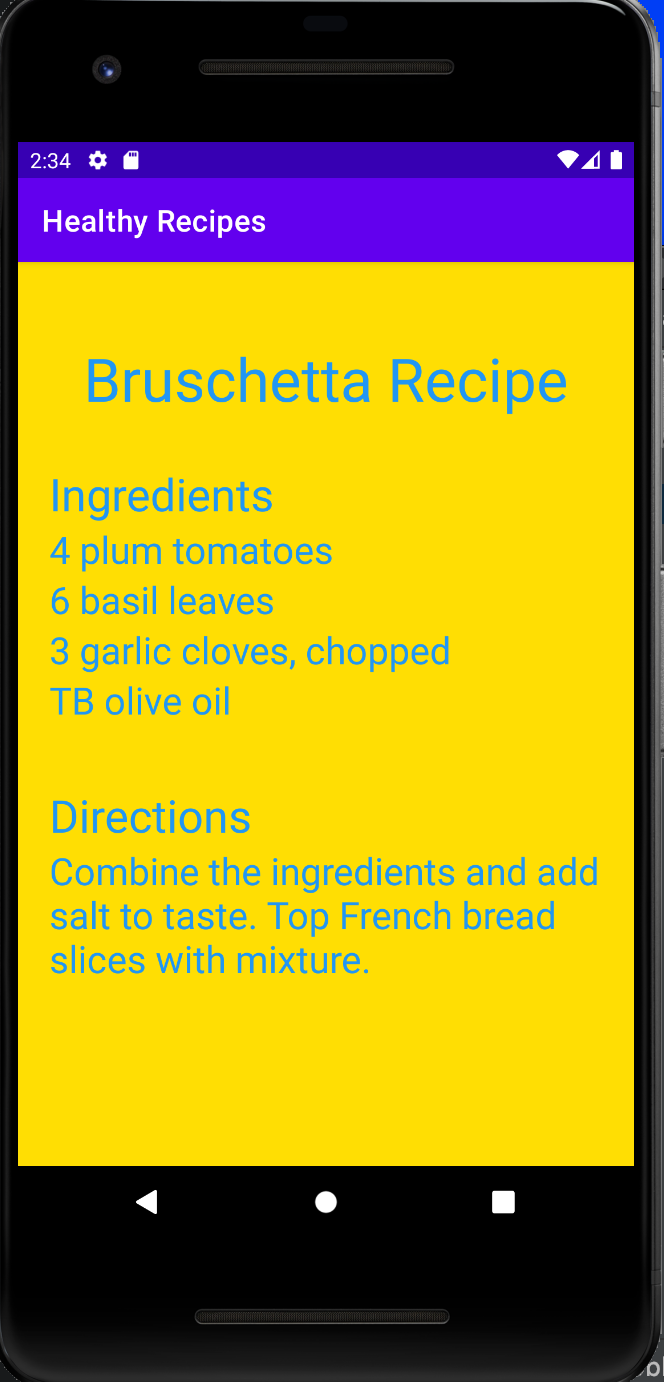 2:34
Healthy Recipes
Bruschetta Recipe
Ingredients
4 plum tomatoes
6 basil leaves
3 garlic cloves, chopped
TB olive oil
Directions
Combine the ingredients and add
salt to taste. Top French bread
slices with mixture.